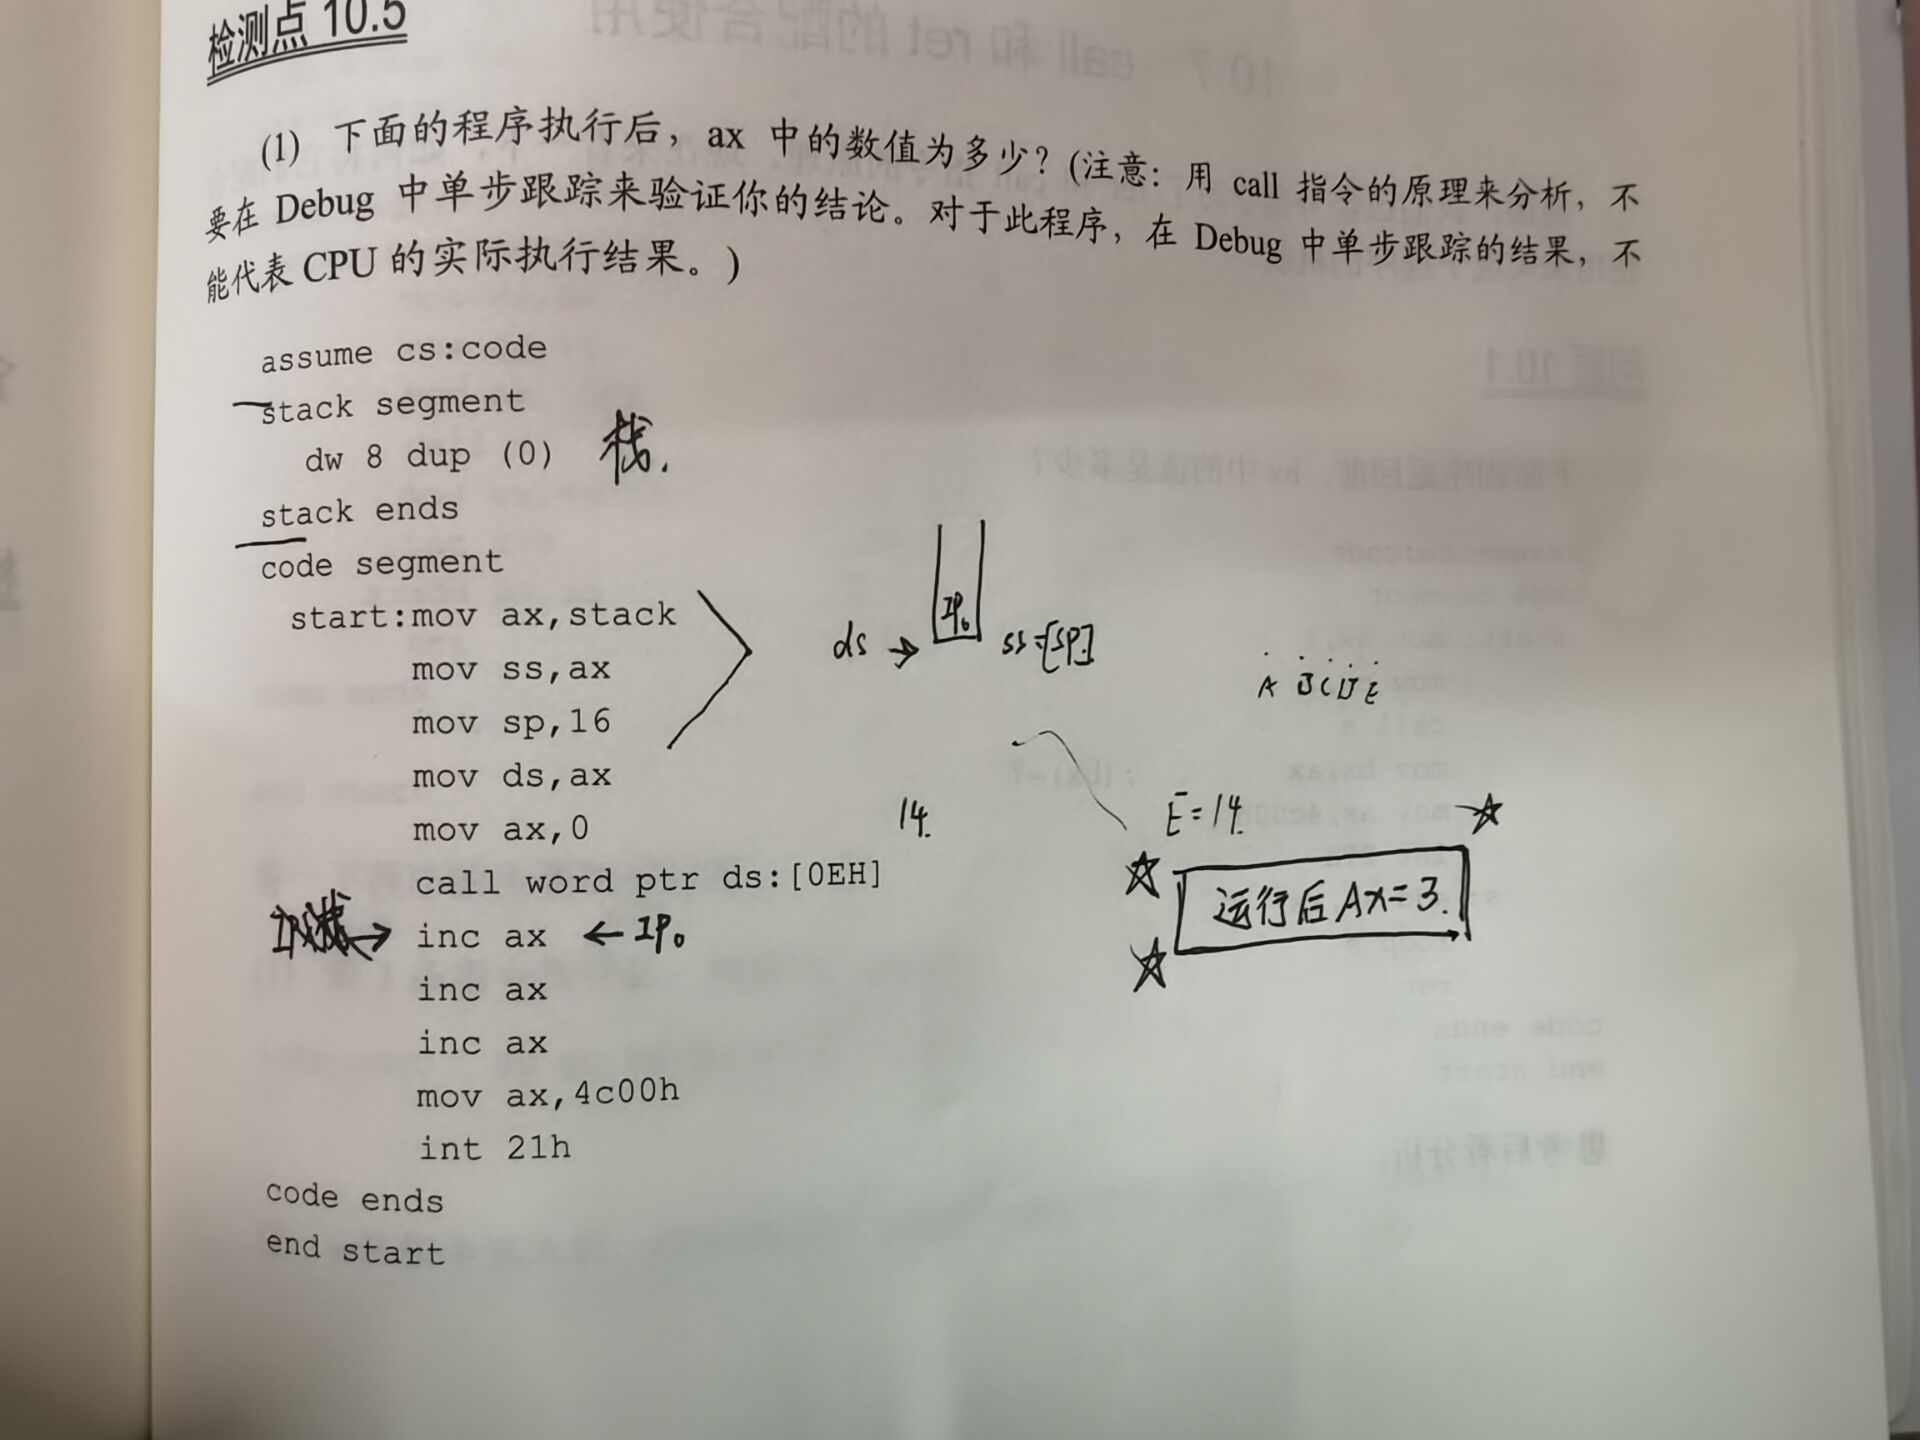 检测点 10.5
(1) 下面的程序执行后，ax 中的数值为多少？(注意：用 call 指令的原理来分析，不
要在 Debug 中单步跟踪来验证你的结论。对于此程序，在 Debug 中单步跟踪的结果，不
能代表 CPU 的实际执行结果。)
assume cs:code
stack segment
dw 8 dup (0) 栈.
stack ends
code segment
start:mov ax,stack
mov ss,ax
mov sp,16
mov ds,ax
mov ax,0
call word ptr ds:[0EH]
inc ax ← IP。
inc ax
inc ax
mov ax,4c00h
int 21h
code ends
end start
ds → IP。 ss:[SP]
A B C D E
14.
E=14.
运行后 Ax=3.